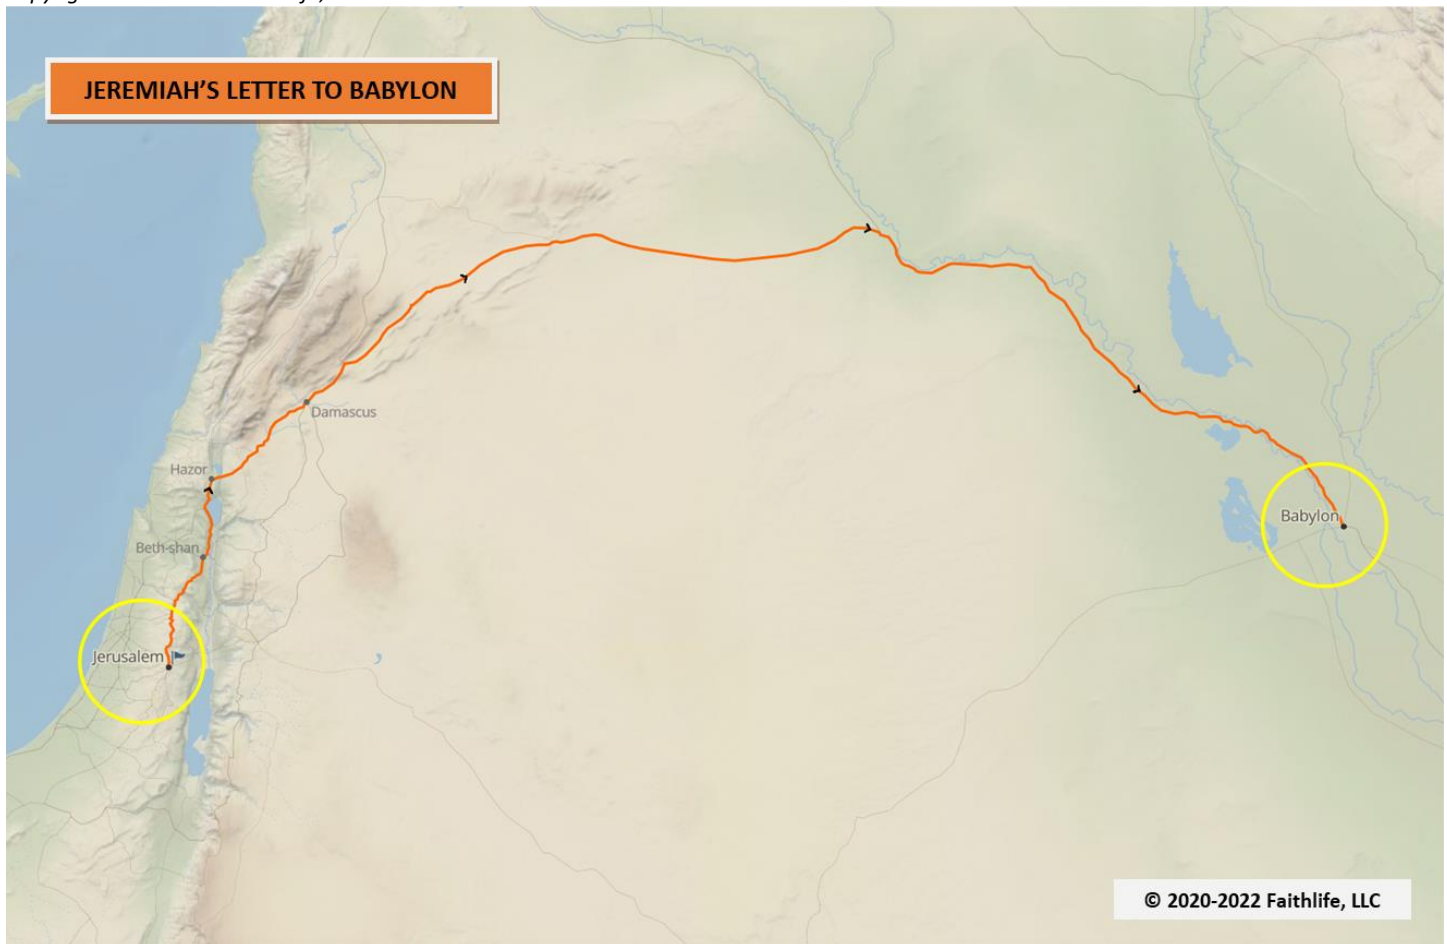 JEREMIAH'S LETTER TO BABYLON
Damascus
Hazor
Babylon
Beth-shan
Jerusalem
© 2020-2022 Faithlife, LLC